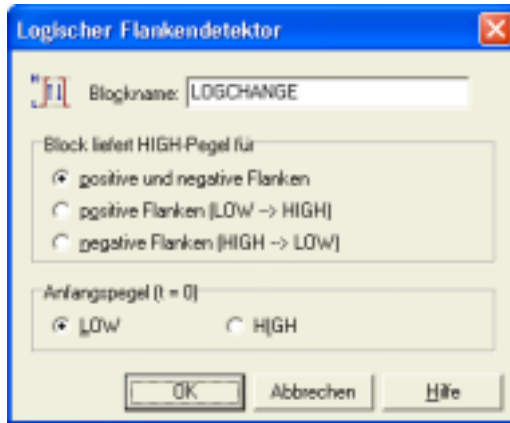 Logischer Flankendetektor
Blockname: LOGCHANGE
Block liefert HIGH-Pegel für
positive und negative Flanken
positive Flanken (LOW --> HIGH)
negative Flanken (HIGH --> LOW)
Anfangspegel (t = 0)
LOW HIGH
OK Abbrechen Hilfe